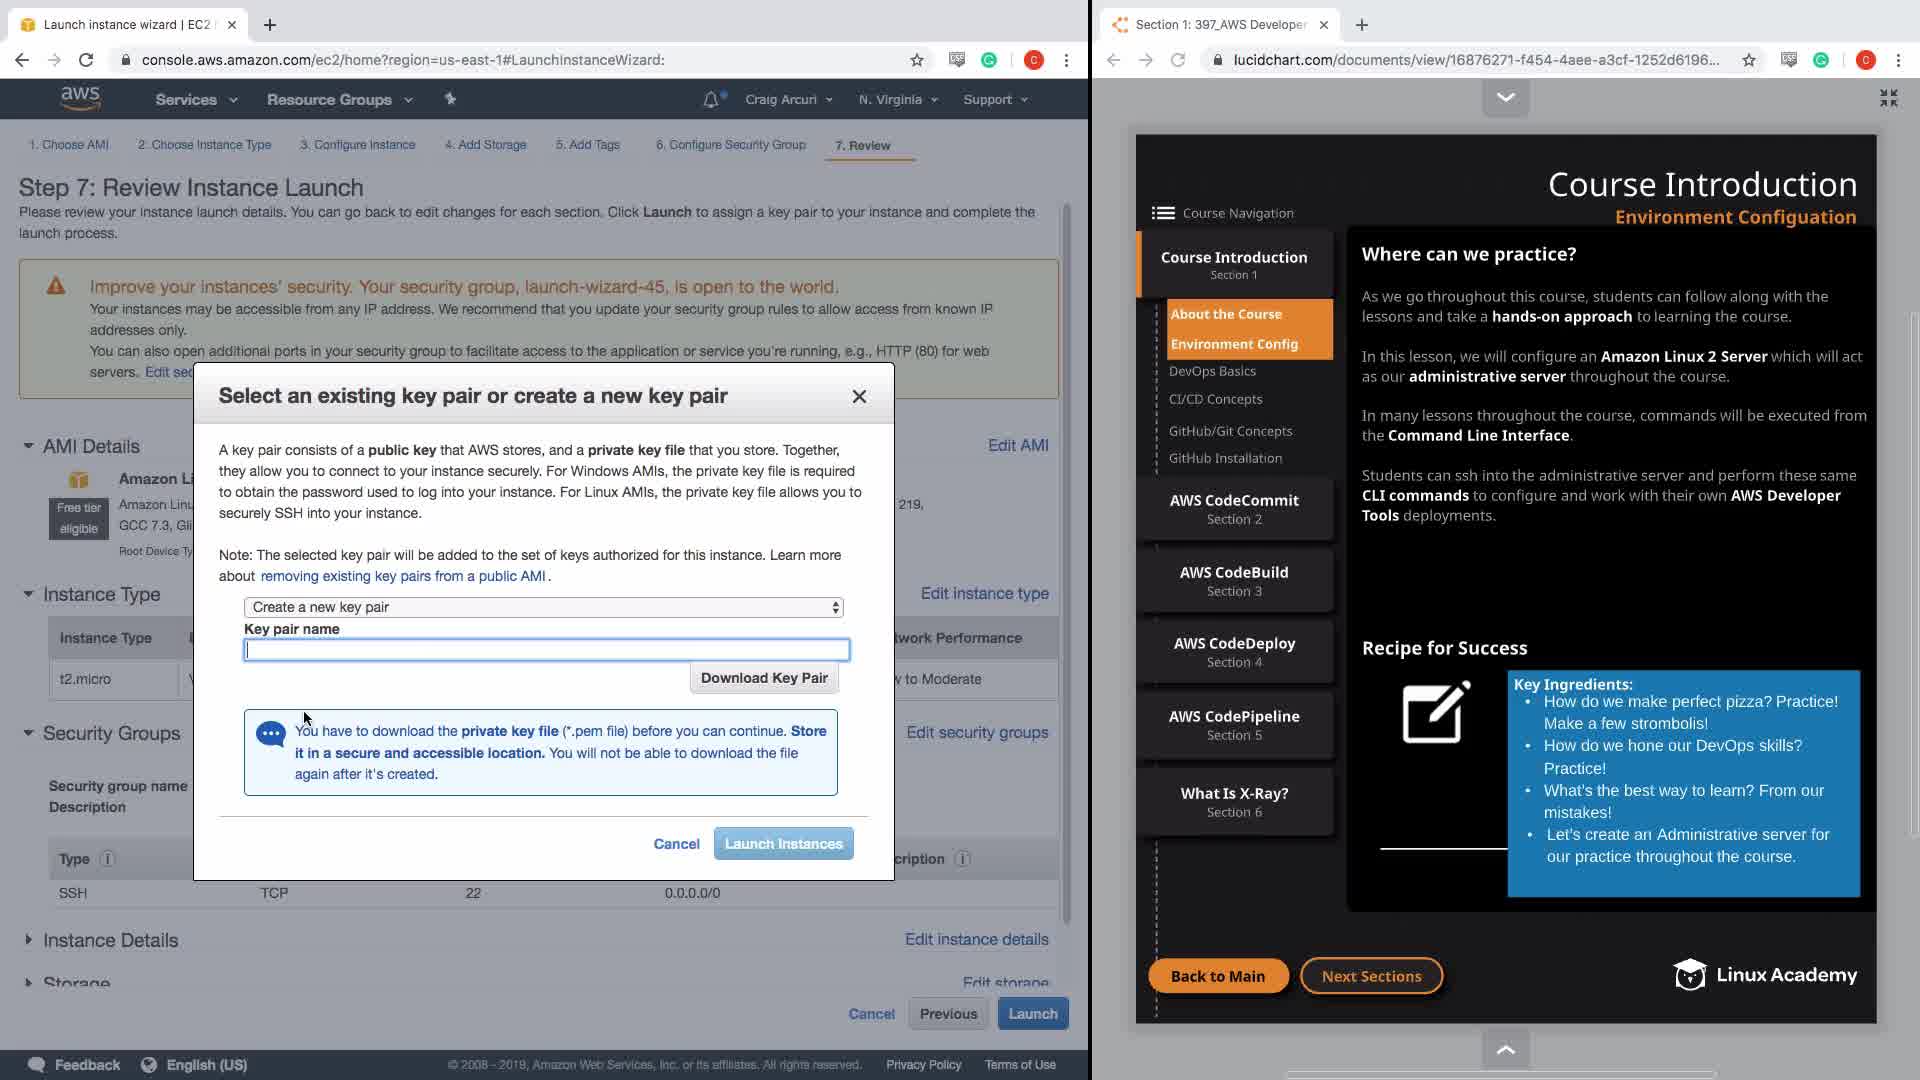 Launch instance wizard | EC2
console.aws.amazon.com/ec2/home?region=us-east-1#LaunchInstanceWizard:
aws
Services
Resource Groups
Craig Arcuri
N. Virginia
Support
1. Choose AMI
2. Choose Instance Type
3. Configure Instance
4. Add Storage
5. Add Tags
6. Configure Security Group
7. Review
Step 7: Review Instance Launch
Please review your instance launch details. You can go back to edit changes for each section. Click Launch to assign a key pair to your instance and complete the
launch process.
Improve your instances' security. Your security group, launch-wizard-45, is open to the world.
Your instances may be accessible from any IP address. We recommend that you update your security group rules to allow access from known IP
addresses only.
You can also open additional ports in your security group to facilitate access to the application or service you're running, e.g., HTTP (80) for web
servers. Edit sec
Select an existing key pair or create a new key pair
A key pair consists of a public key that AWS stores, and a private key file that you store. Together,
they allow you to connect to your instance securely. For Windows AMIs, the private key file is required
to obtain the password used to log into your instance. For Linux AMIs, the private key file allows you to
securely SSH into your instance.
Note: The selected key pair will be added to the set of keys authorized for this instance. Learn more
about removing existing key pairs from a public AMI .
Create a new key pair
Key pair name
Download Key Pair
You have to download the private key file (*.pem file) before you can continue. Store
it in a secure and accessible location. You will not be able to download the file
again after it's created.
Cancel
Launch Instances
AMI Details
Edit AMI
Amazon Li
Free tier
eligible
Amazon Linu
219,
GCC 7.3, Gli
Root Device Ty
Instance Type
Edit instance type
Instance Type
work Performance
t2.micro
to Moderate
Security Groups
Edit security groups
Security group name
Description
Type
cription
SSH
TCP
22
0.0.0.0/0
Instance Details
Edit instance details
Storage
Edit storage
Cancel
Previous
Launch
Feedback
English (US)
© 2008 - 2019, Amazon Web Services, Inc. or its affiliates. All rights reserved.
Privacy Policy
Terms of Use
Section 1: 397_AWS Developer
lucidchart.com/documents/view/16876271-f454-4aee-a3cf-1252d6196...
Course Introduction
Environment Configuation
Course Navigation
Course Introduction
Section 1
About the Course
Environment Config
DevOps Basics
CI/CD Concepts
GitHub/Git Concepts
GitHub Installation
AWS CodeCommit
Section 2
AWS CodeBuild
Section 3
AWS CodeDeploy
Section 4
AWS CodePipeline
Section 5
What Is X-Ray?
Section 6
Where can we practice?
As we go throughout this course, students can follow along with the
lessons and take a hands-on approach to learning the course.
In this lesson, we will configure an Amazon Linux 2 Server which will act
as our administrative server throughout the course.
In many lessons throughout the course, commands will be executed from
the Command Line Interface.
Students can ssh into the administrative server and perform these same
CLI commands to configure and work with their own AWS Developer
Tools deployments.
Recipe for Success
Key Ingredients:
• How do we make perfect pizza? Practice!
Make a few strombolis!
• How do we hone our DevOps skills?
Practice!
• What's the best way to learn? From our
mistakes!
• Let's create an Administrative server for
our practice throughout the course.
Back to Main
Next Sections
Linux Academy